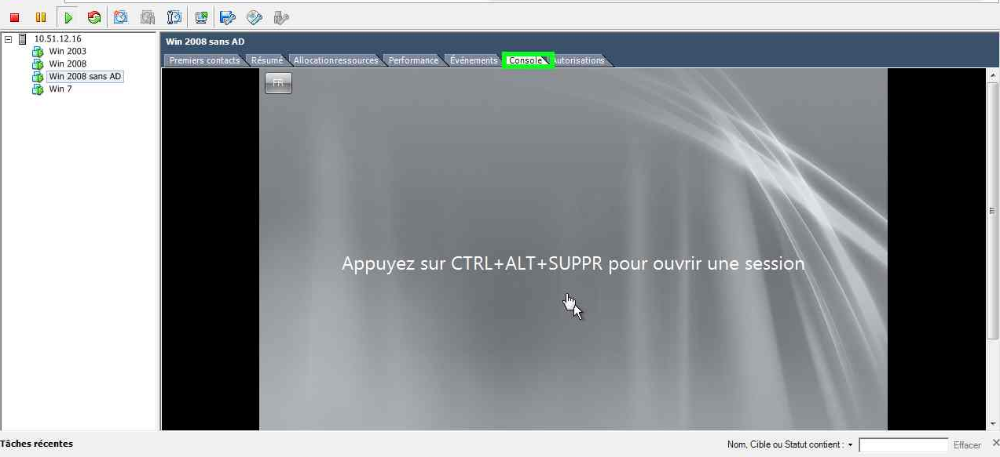 10.51.12.16
Win 2003
Win 2008
Win 2008 sans AD
Win 7
Win 2008 sans AD
Premiers contacts Résumé Allocation ressources Performance Événements Console Autorisations
FR
Appuyez sur CTRL+ALT+SUPPR pour ouvrir une session
Tâches récentes
Nom, Cible ou Statut contient : Effacer